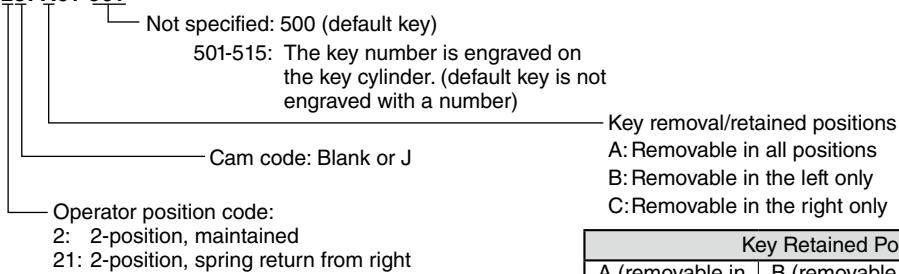 Not specified: 500 (default key)
501-515: The key number is engraved on
the key cylinder. (default key is not
engraved with a number)
Key removal/retained positions
A: Removable in all positions
B: Removable in the left only
C: Removable in the right only
Cam code: Blank or J
Operator position code:
2: 2-position, maintained
21: 2-position, spring return from right
Key Retained Po
A (removable in B (removable